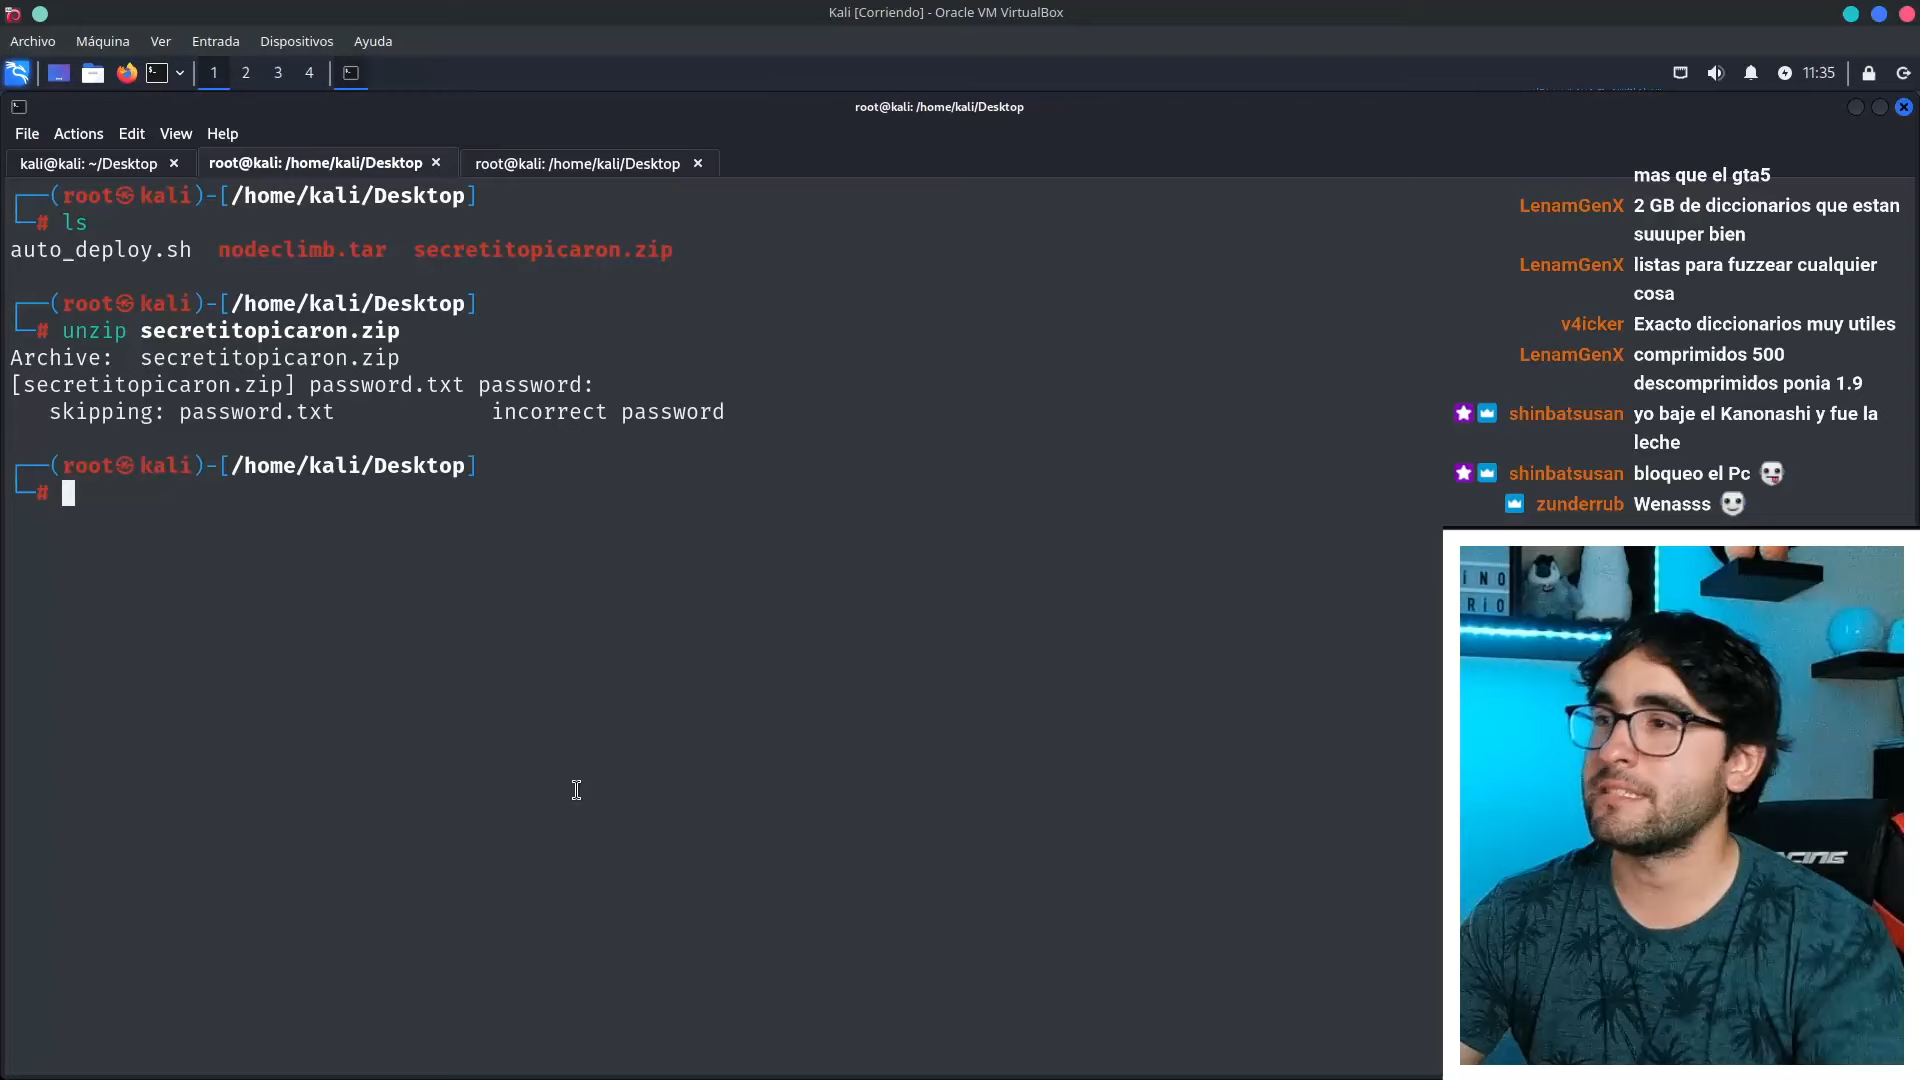 Kali [Corriendo] - Oracle VM VirtualBox
Archivo Máquina Ver Entrada Dispositivos Ayuda
1 2 3 4 11:35
root@kali: /home/kali/Desktop
File Actions Edit View Help
kali@kali: ~/Desktop × root@kali: /home/kali/Desktop × root@kali: /home/kali/Desktop ×
┌──(root㉿kali)-[/home/kali/Desktop]
└─# ls
auto_deploy.sh nodeclimb.tar secretitopicaron.zip
┌──(root㉿kali)-[/home/kali/Desktop]
└─# unzip secretitopicaron.zip
Archive:  secretitopicaron.zip
[secretitopicaron.zip] password.txt password:
skipping: password.txt incorrect password
┌──(root㉿kali)-[/home/kali/Desktop]
└─#
mas que el gta5
LenamGenX 2 GB de diccionarios que estan
suuuper bien
LenamGenX listas para fuzzear cualquier
cosa
v4icker Exacto diccionarios muy utiles
LenamGenX comprimidos 500
descomprimidos ponia 1.9
shinbatsusan yo baje el Kanonashi y fue la
leche
shinbatsusan bloqueo el Pc
zunderrub Wenasss
INO
RIO